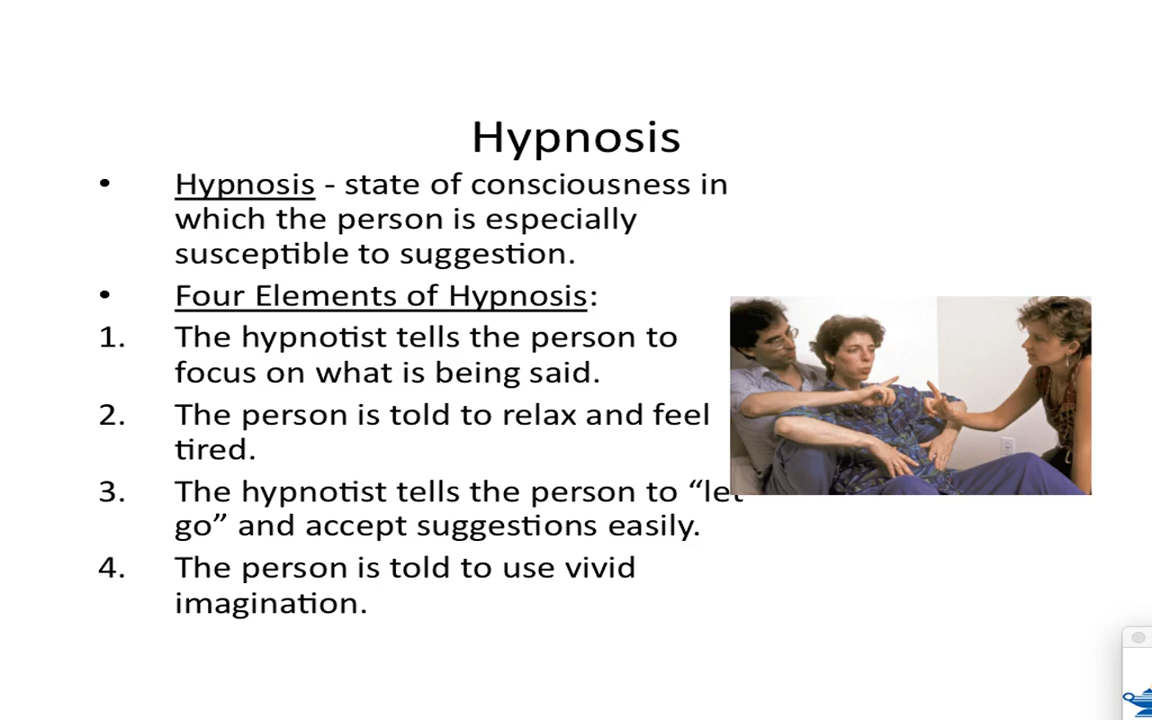 Hypnosis
• Hypnosis - state of consciousness in
which the person is especially
susceptible to suggestion.
• Four Elements of Hypnosis:
1. The hypnotist tells the person to
focus on what is being said.
2. The person is told to relax and feel
tired.
3. The hypnotist tells the person to “let
go” and accept suggestions easily.
4. The person is told to use vivid
imagination.